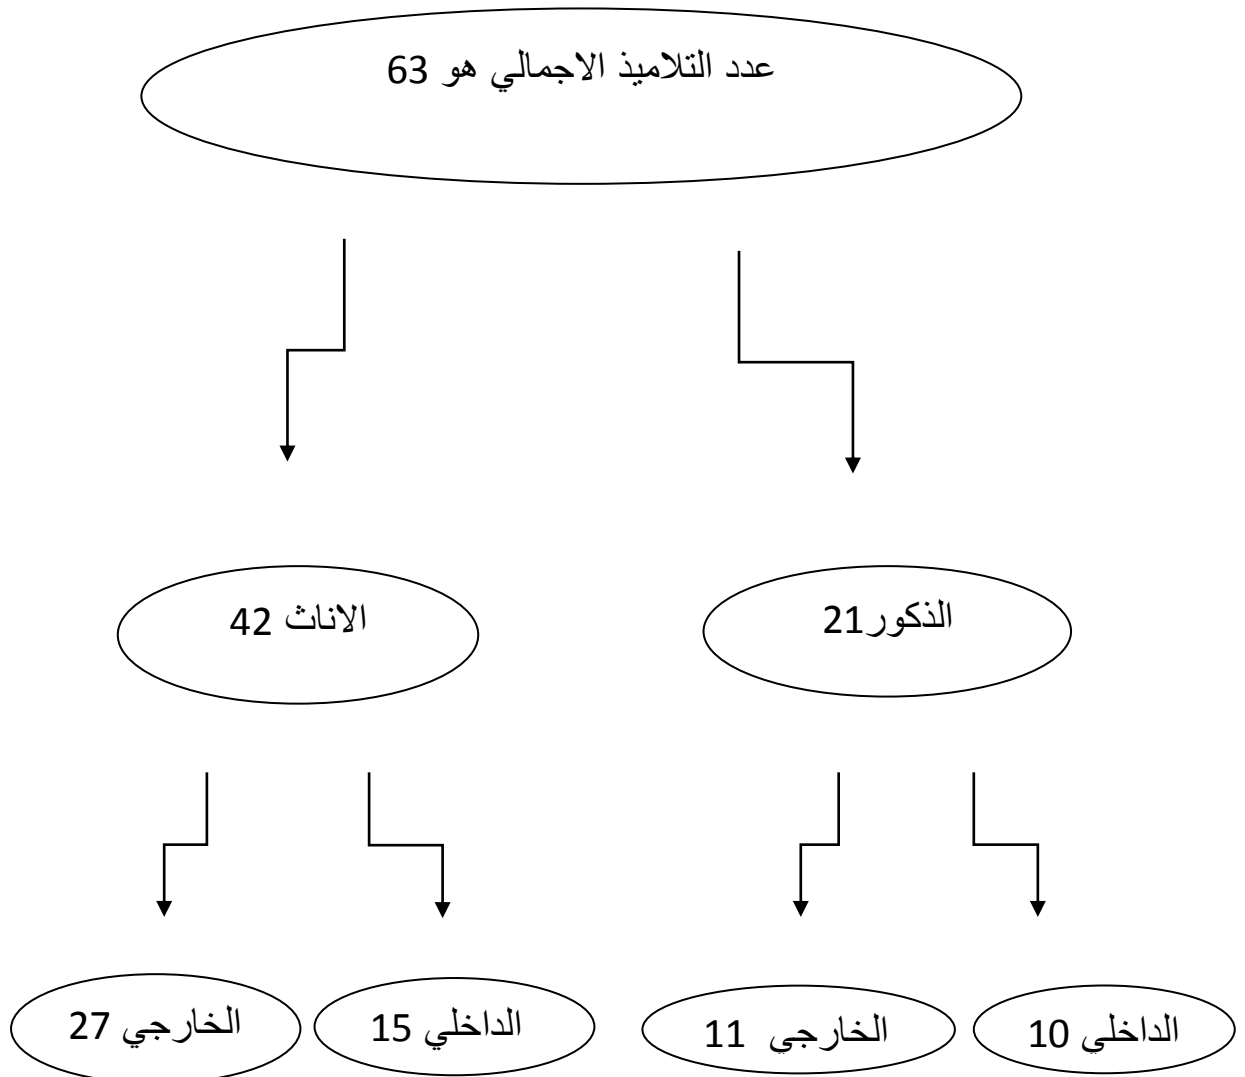 عدد التلاميذ الاجمالي هو 63
الذكور21
الاناث 42
الداخلي 10
الخارجي 11
الداخلي 15
الخارجي 27